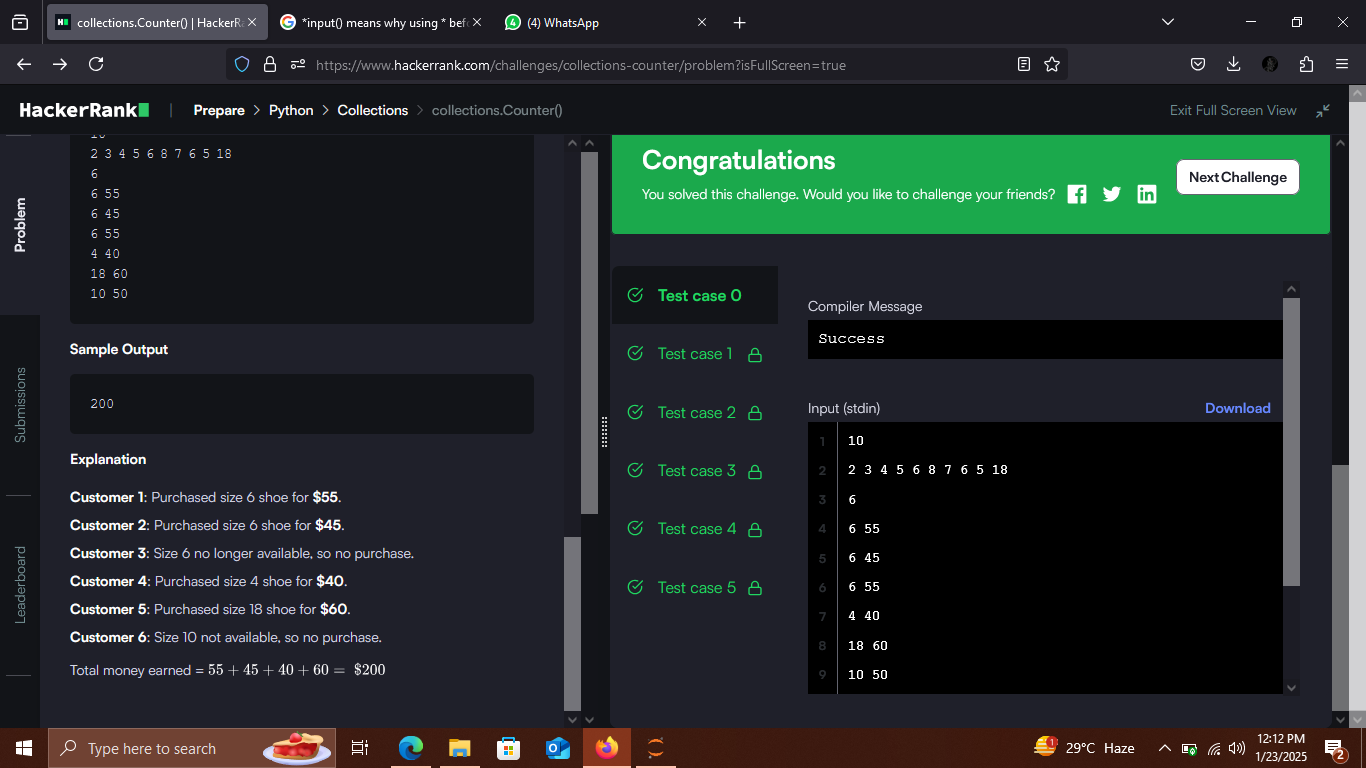 collections.Counter() | HackerR
*input() means why using * bef
(4) WhatsApp
https://www.hackerrank.com/challenges/collections-counter/problem?isFullScreen=true
HackerRank
Prepare > Python > Collections > collections.Counter()
Exit Full Screen View
Problem
Submissions
Leaderboard
10
2 3 4 5 6 8 7 6 5 18
6
6 55
6 45
6 55
4 40
18 60
10 50
Sample Output
200
Explanation
Customer 1: Purchased size 6 shoe for $55.
Customer 2: Purchased size 6 shoe for $45.
Customer 3: Size 6 no longer available, so no purchase.
Customer 4: Purchased size 4 shoe for $40.
Customer 5: Purchased size 18 shoe for $60.
Customer 6: Size 10 not available, so no purchase.
Total money earned = 55 + 45 + 40 + 60 = $200
Congratulations
You solved this challenge. Would you like to challenge your friends?
Next Challenge
Test case 0
Test case 1
Test case 2
Test case 3
Test case 4
Test case 5
Compiler Message
Success
Input (stdin)
Download
1 10
2 2 3 4 5 6 8 7 6 5 18
3 6
4 6 55
5 6 45
6 6 55
7 4 40
8 18 60
9 10 50
Type here to search
1
29°C Haze
12:12 PM
1/23/2025
2